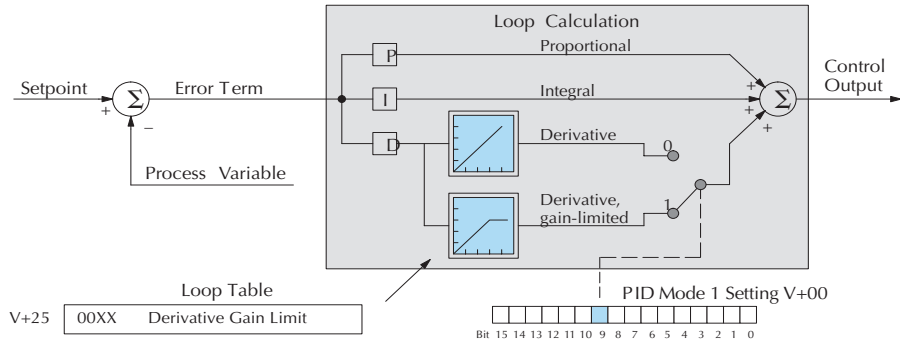 Loop Calculation
P
Proportional
Setpoint
+
Σ
−
Error Term
I
Integral
+
+
+
Σ
Control
Output
D
Derivative
0
Process Variable
Derivative,
gain-limited
1
Loop Table
V+25
00XX Derivative Gain Limit
PID Mode 1 Setting V+00
Bit 15 14 13 12 11 10 9 8 7 6 5 4 3 2 1 0